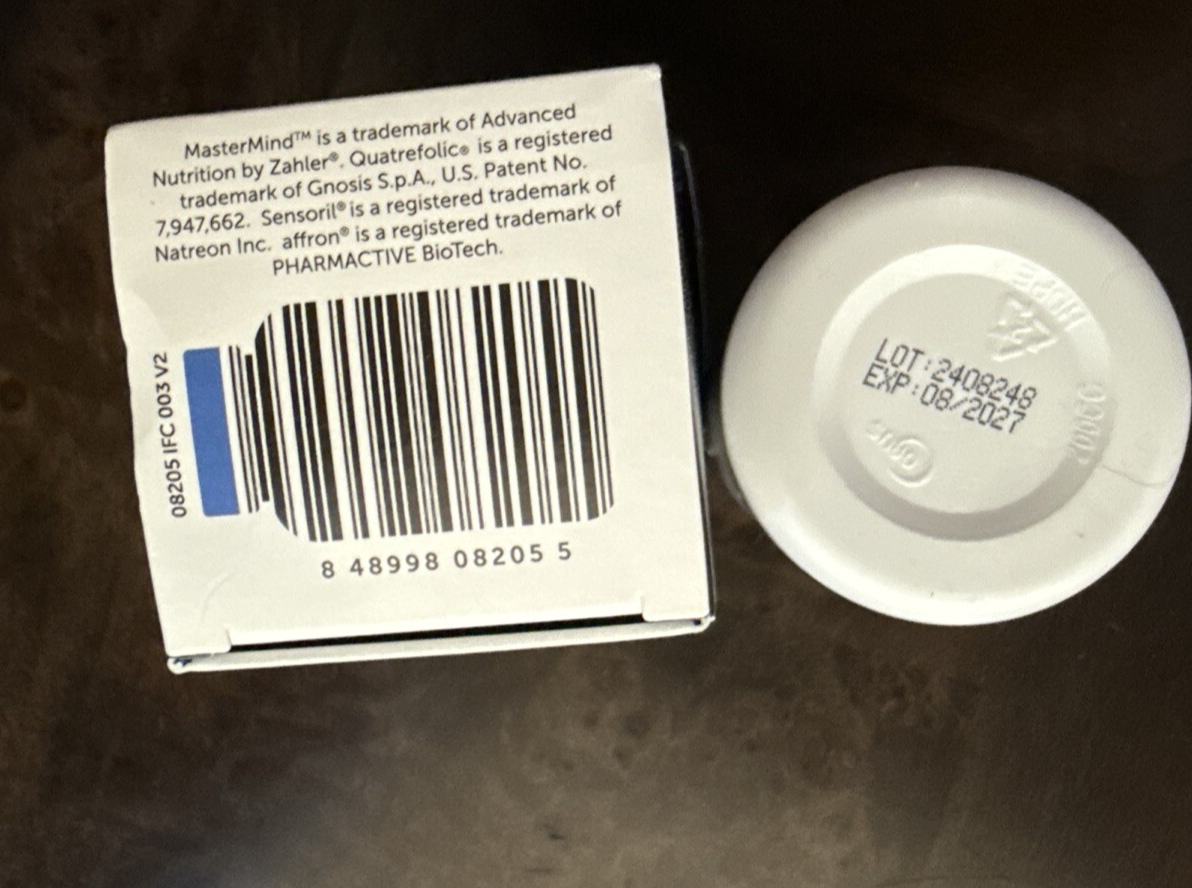 MasterMind™ is a trademark of Advanced
Nutrition by Zahler®. Quatrefolic® is a registered
trademark of Gnosis S.p.A., U.S. Patent No.
7,947,662. Sensoril® is a registered trademark of
Natreon Inc. affron® is a registered trademark of
PHARMACTIVE BioTech.
08205 IFC 003 V2
8 48998 08205 5
HDPE
2
LOT:2408248
EXP:08/2027